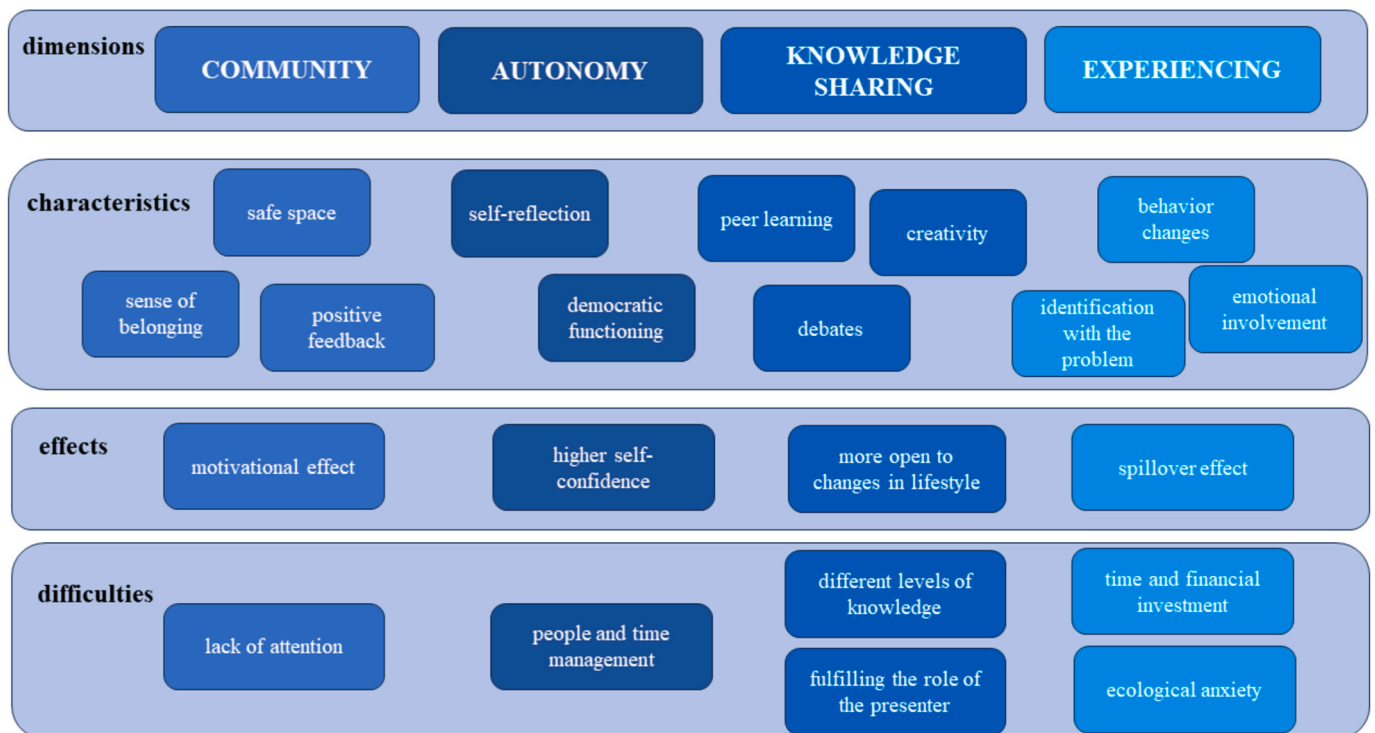 dimensions
COMMUNITY
AUTONOMY
KNOWLEDGE
SHARING
EXPERIENCING
characteristics
safe space
self-reflection
peer learning
creativity
behavior
changes
sense of
belonging
positive
feedback
democratic
functioning
debates
identification
with the
problem
emotional
involvement
effects
motivational effect
higher self-
confidence
more open to
changes in lifestyle
spillover effect
difficulties
lack of attention
people and time
management
different levels of
knowledge
fulfilling the role of
the presenter
time and financial
investment
ecological anxiety